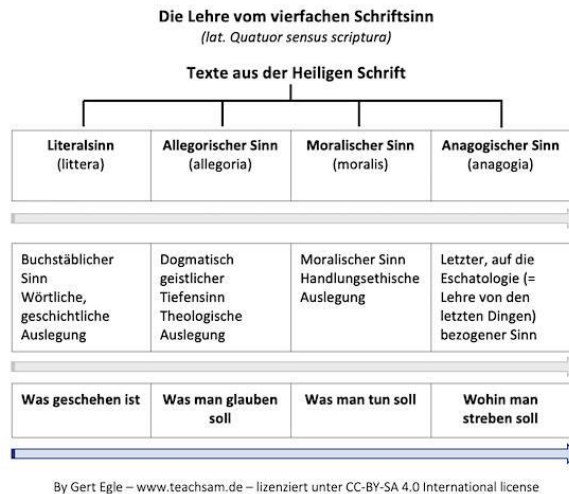 Die Lehre vom vierfachen Schriftsinn
(lat. Quatuor sensus scriptura)
Texte aus der Heiligen Schrift
Literalsinn
(littera)
Allegorischer Sinn
(allegoria)
Moralischer Sinn
(moralis)
Anagogischer Sinn
(anagogia)
Buchstäblicher
Sinn
Wörtliche,
geschichtliche
Auslegung
Dogmatisch
geistlicher
Tiefensinn
Theologische
Auslegung
Moralischer Sinn
Handlungsethische
Auslegung
Letzter, auf die
Eschatologie (=
Lehre von den
letzten Dingen)
bezogener Sinn
Was geschehen ist
Was man glauben
soll
Was man tun soll
Wohin man
streben soll
By Gert Egle – www.teachsam.de – lizenziert unter CC-BY-SA 4.0 International license